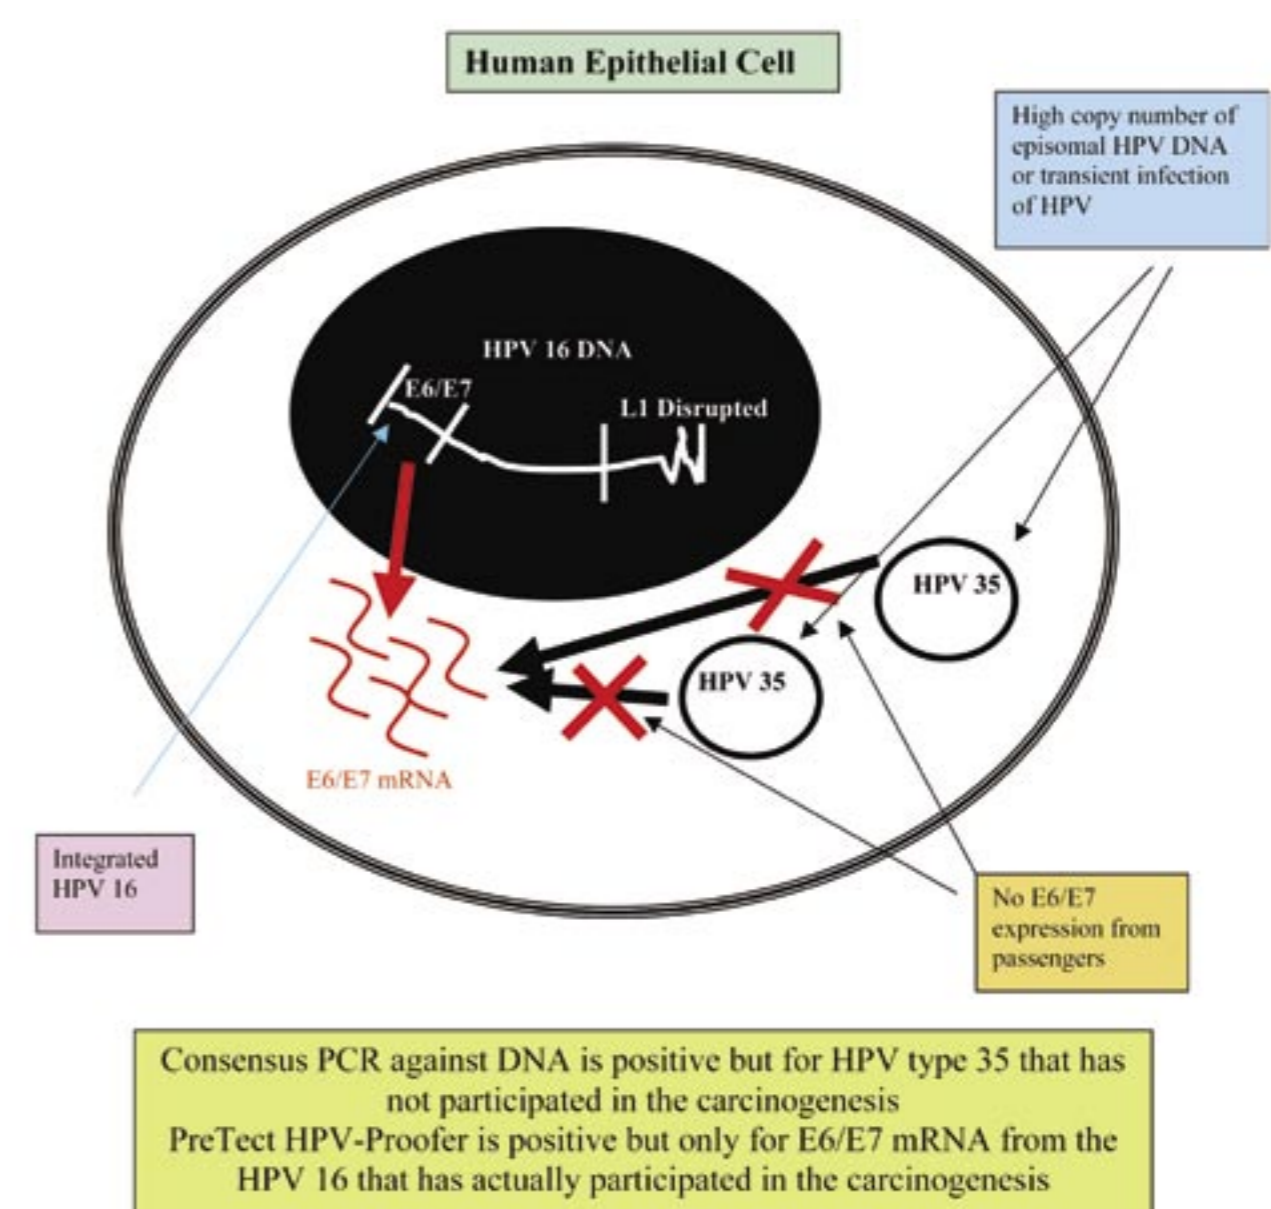 Human Epithelial Cell
High copy number of
episomal HPV DNA
or transient infection
of HPV
HPV 16 DNA
E6/E7
L1 Disrupted
HPV 35
HPV 35
E6/E7 mRNA
Integrated
HPV 16
No E6/E7
expression from
passengers
Consensus PCR against DNA is positive but for HPV type 35 that has
not participated in the carcinogenesis
PreTect HPV-Proofer is positive but only for E6/E7 mRNA from the
HPV 16 that has actually participated in the carcinogenesis